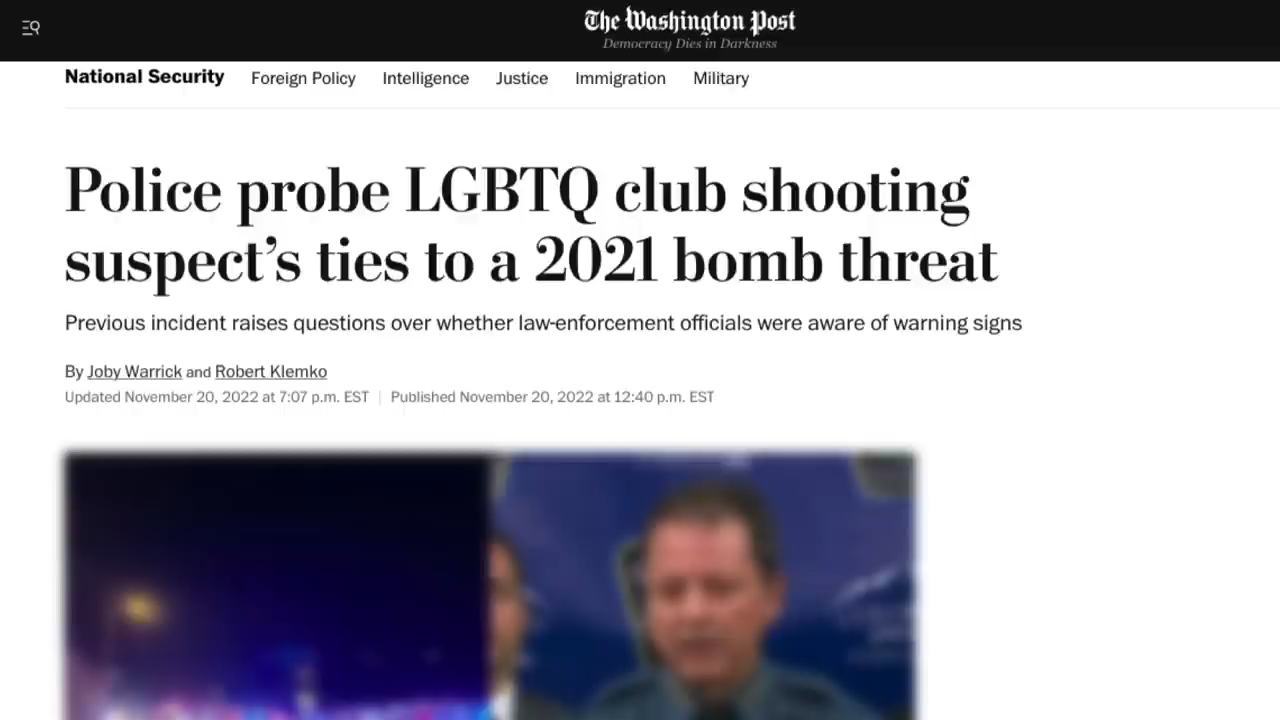 The Washington Post
Democracy Dies in Darkness
National Security Foreign Policy Intelligence Justice Immigration Military
Police probe LGBTQ club shooting
suspect’s ties to a 2021 bomb threat
Previous incident raises questions over whether law-enforcement officials were aware of warning signs
By Joby Warrick and Robert Klemko
Updated November 20, 2022 at 7:07 p.m. EST | Published November 20, 2022 at 12:40 p.m. EST